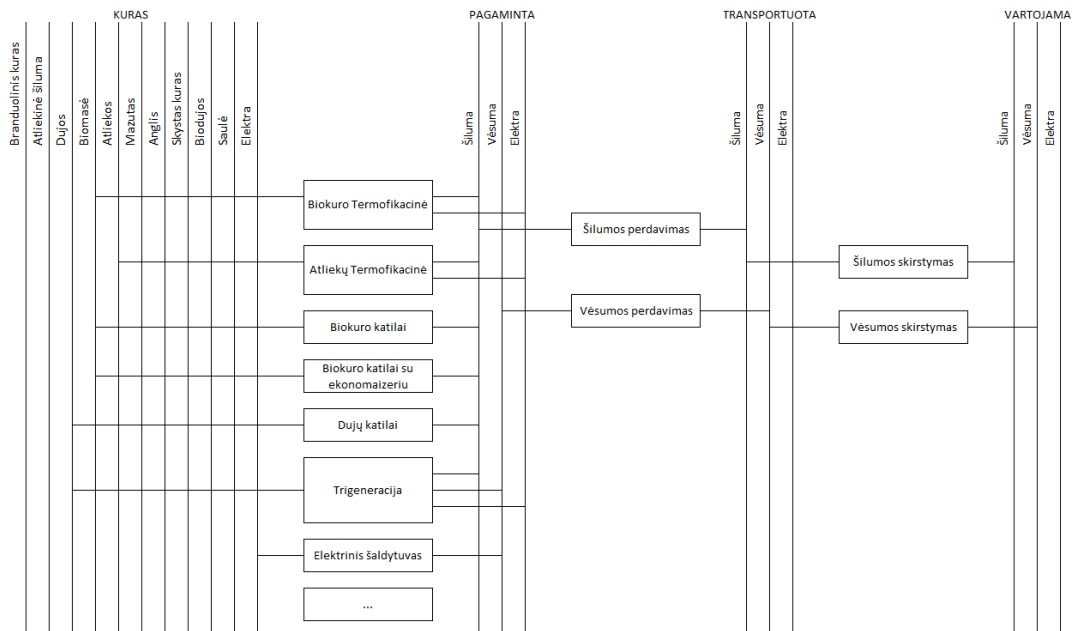 KURAS
PAGAMINTA
TRANSPORTUOTA
VARTOJAMA
Branduolinis kuras
Atliekinė šiluma
Dujos
Biomasė
Atliekos
Mazutas
Anglis
Skystas kuras
Biodujos
Saulė
Elektra
Šiluma
Vėsuma
Elektra
Šiluma
Vėsuma
Elektra
Šiluma
Vėsuma
Elektra
Biokuro Termofikacinė
Šilumos perdavimas
Šilumos skirstymas
Atliekų Termofikacinė
Vėsumos perdavimas
Vėsumos skirstymas
Biokuro katilai
Biokuro katilai su
ekonomaizeriu
Dujų katilai
Trigeneracija
Elektrinis šaldytuvas
...